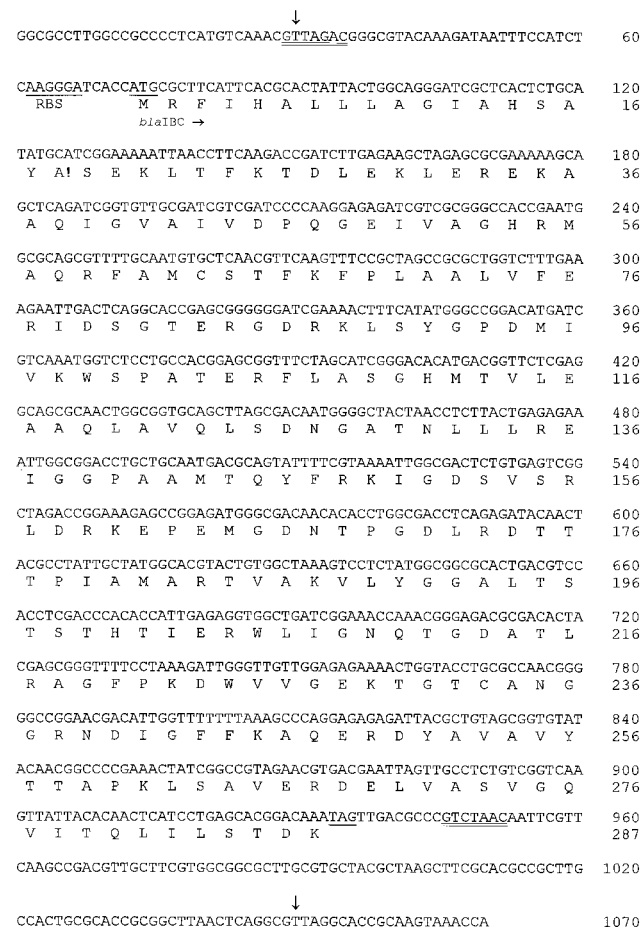 ↓
GGCGCCTTGGCCGCCCCTCATGTCAAACGTTAGACGGGCGTACAAAGATAATTTCCATCT 60
CAAGGGATCACCATGCGCTTCATTCACGCACTATTACTGGCAGGGATCGCTCACTCTGCA 120
RBS M R F I H A L L L A G I A H S A 16
blaIBC →
TATGCATCGGAAAAATTAACCTTCAAGACCGATCTTGAGAAGCTAGAGCGCGAAAAAGCA 180
Y A! S E K L T F K T D L E K L E R E K A 36
GCTCAGATCGGTGTTGCGATCGTCGATCCCCAAGGAGAGATCGTCGCGGGCCACCGAATG 240
A Q I G V A I V D P Q G E I V A G H R M 56
GCGCAGCGTTTTGCAATGTGCTCAACGTTCAAGTTTCCGCTAGCCGCGCTGGTCTTTGAA 300
A Q R F A M C S T F K F P L A A L V F E 76
AGAATTGACTCAGGCACCGAGCGGGGGGATCGAAAACTTTCATATGGGCCGGACATGATC 360
R I D S G T E R G D R K L S Y G P D M I 96
GTCAAATGGTCTCCTGCCACGGAGCGGTTTCTAGCATCGGGACACATGACGGTTCTCGAG 420
V K W S P A T E R F L A S G H M T V L E 116
GCAGCGCAACTGGCGGTGCAGCTTAGCGACAATGGGGCTACTAACCTCTTACTGAGAGAA 480
A A Q L A V Q L S D N G A T N L L L R E 136
ATTGGCGGACCTGCTGCAATGACGCAGTATTTTCGTAAAATTGGCGACTCTGTGAGTCGG 540
I G G P A A M T Q Y F R K I G D S V S R 156
CTAGACCGGAAAGAGCCGGAGATGGGCGACAACACACCTGGCGACCTCAGAGATACAACT 600
L D R K E P E M G D N T P G D L R D T T 176
ACGCCTATTGCTATGGCACGTACTGTGGCTAAAGTCCTCTATGGCGGCGCACTGACGTCC 660
T P I A M A R T V A K V L Y G G A L T S 196
ACCTCGACCCACACCATTGAGAGGTGGCTGATCGGAAACCAAACGGGAGACGCGACACTA 720
T S T H T I E R W L I G N Q T G D A T L 216
CGAGCGGGTTTTCCTAAAGATTGGGTTGTTGGAGAGAAAACTGGTACCTGCGCCAACGGG 780
R A G F P K D W V V G E K T G T C A N G 236
GGCCGGAACGACATTGGTTTTTTTAAAGCCCAGGAGAGAGATTACGCTGTAGCGGTGTAT 840
G R N D I G F F K A Q E R D Y A V A V Y 256
ACAACGGCCCCGAAACTATCGGCCGTAGAACGTGACGAATTAGTTGCCTCTGTCGGTCAA 900
T T A P K L S A V E R D E L V A S V G Q 276
GTTATTACACAACTCATCCTGAGCACGGACAAATAGTTGACGCCCGTCTAACAATTCGTT 960
V I T Q L I L S T D K 287
CAAGCCGACGTTGCTTCGTGGCGGCGCTTGCGTGCTACGCTAAGCTTCGCACGCCGCTTG 1020
↓
CCACTGCGCACCGCGGCTTAACTCAGGCGTTAGGCACCGCAAGTAAACCA 1070